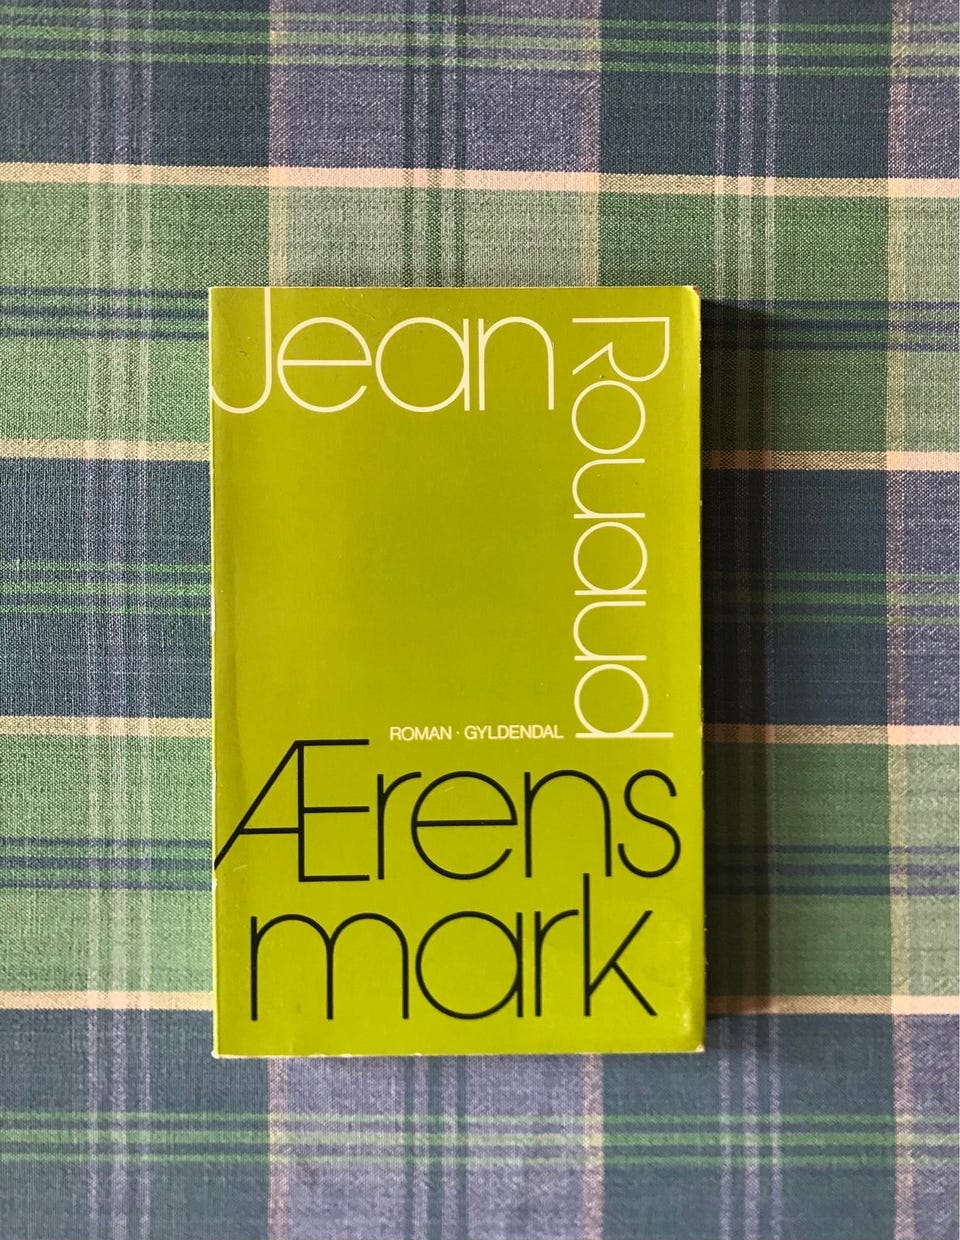 Jean
Rouaud
ROMAN · GYLDENDAL
Ærens
mark